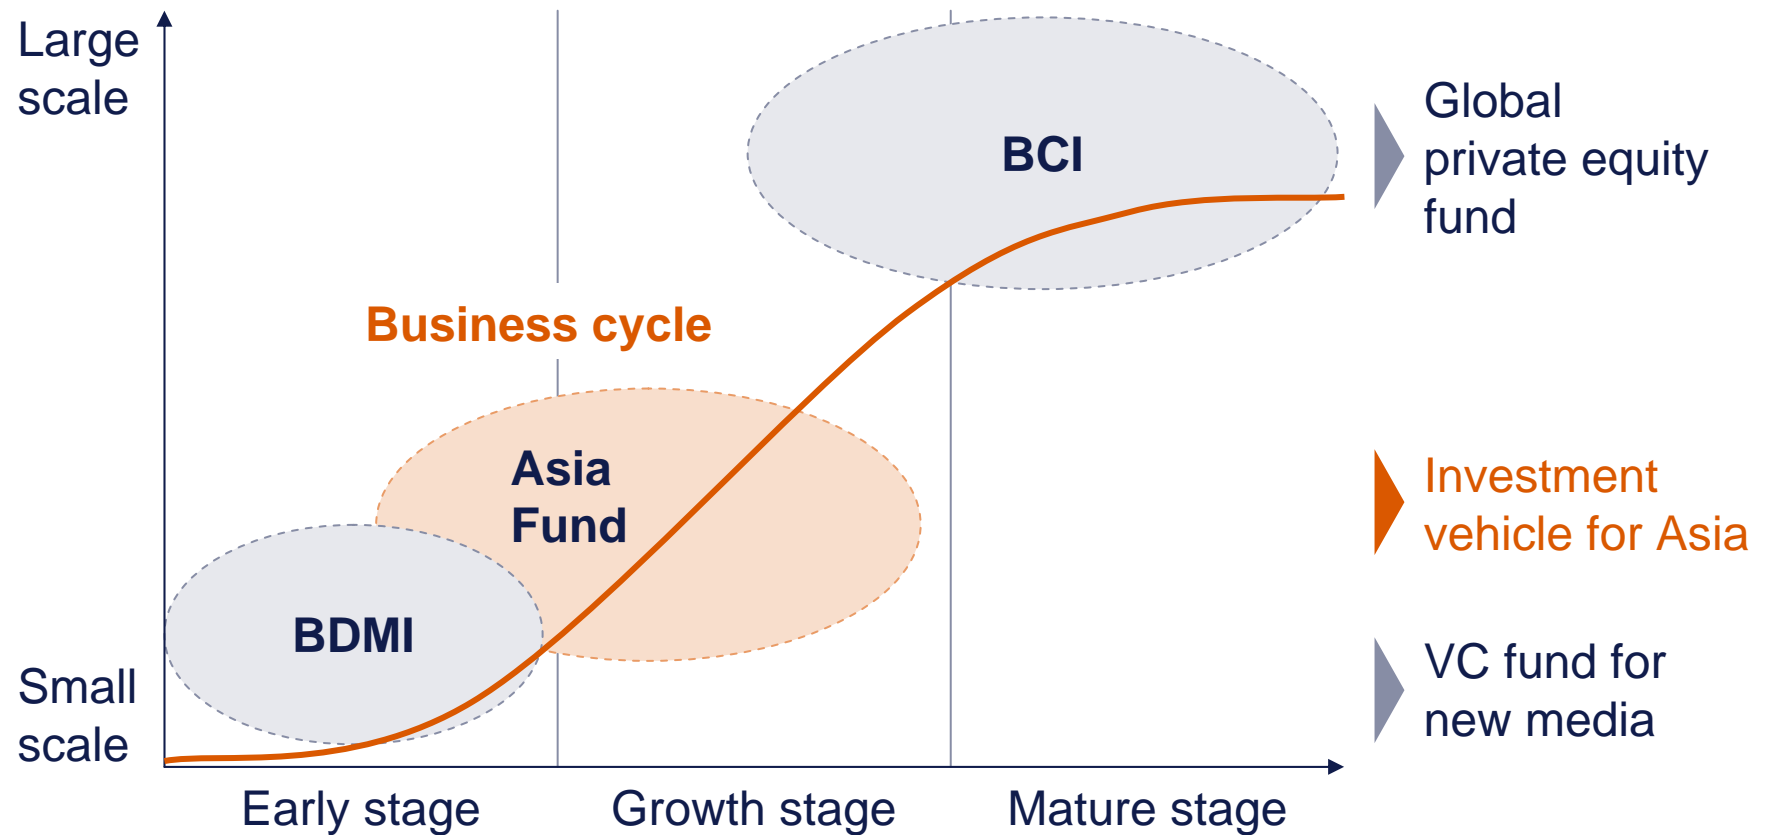 Large
scale
BCI
Global
private equity
fund
Business cycle
Asia
Fund
Investment
vehicle for Asia
BDMI
Small
scale
VC fund for
new media
Early stage
Growth stage
Mature stage